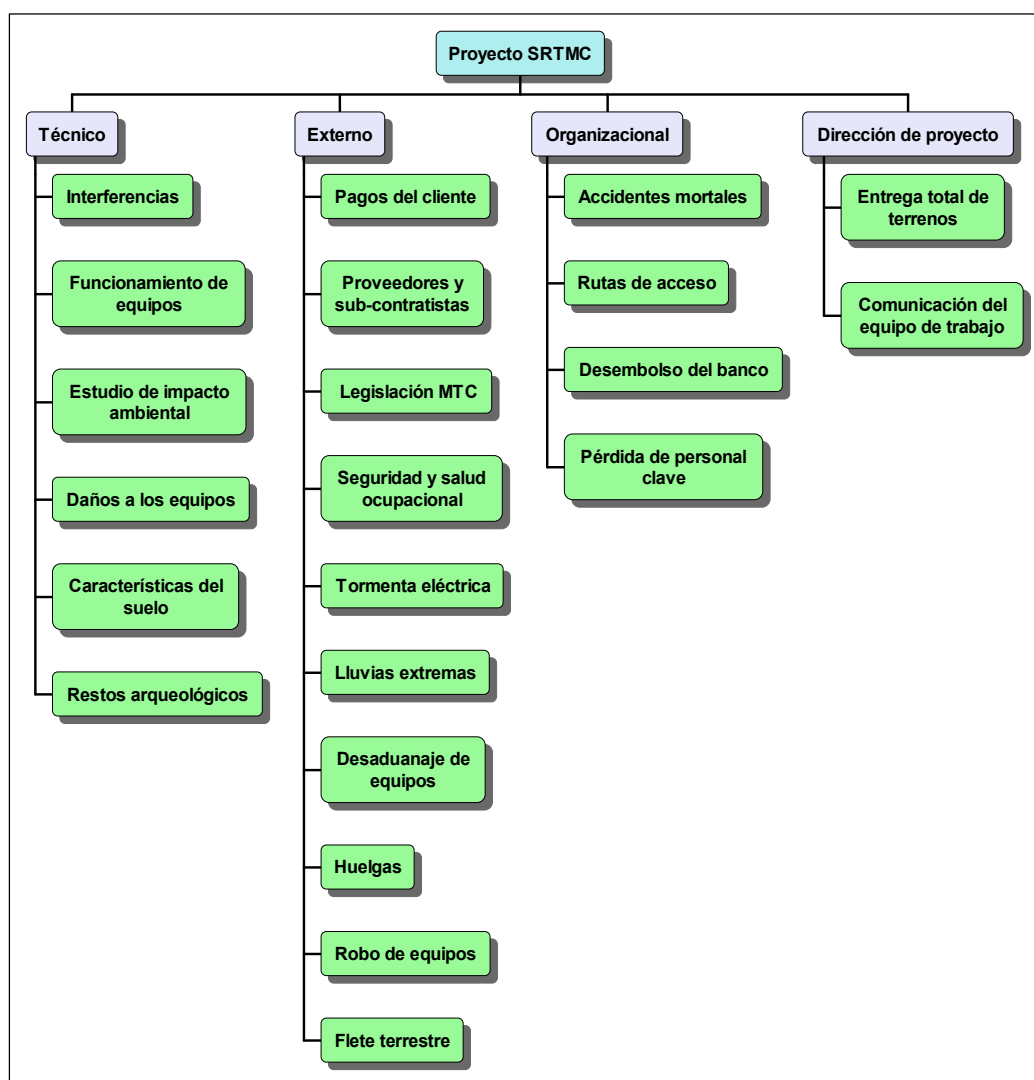 Proyecto SRTMC
Técnico
Interferencias
Funcionamiento de
equipos
Estudio de impacto
ambiental
Daños a los equipos
Características del
suelo
Restos arqueológicos
Externo
Pagos del cliente
Proveedores y
sub-contratistas
Legislación MTC
Seguridad y salud
ocupacional
Tormenta eléctrica
Lluvias extremas
Desaduanaje de
equipos
Huelgas
Robo de equipos
Flete terrestre
Organizacional
Accidentes mortales
Rutas de acceso
Desembolso del banco
Pérdida de personal
clave
Dirección de proyecto
Entrega total de
terrenos
Comunicación del
equipo de trabajo